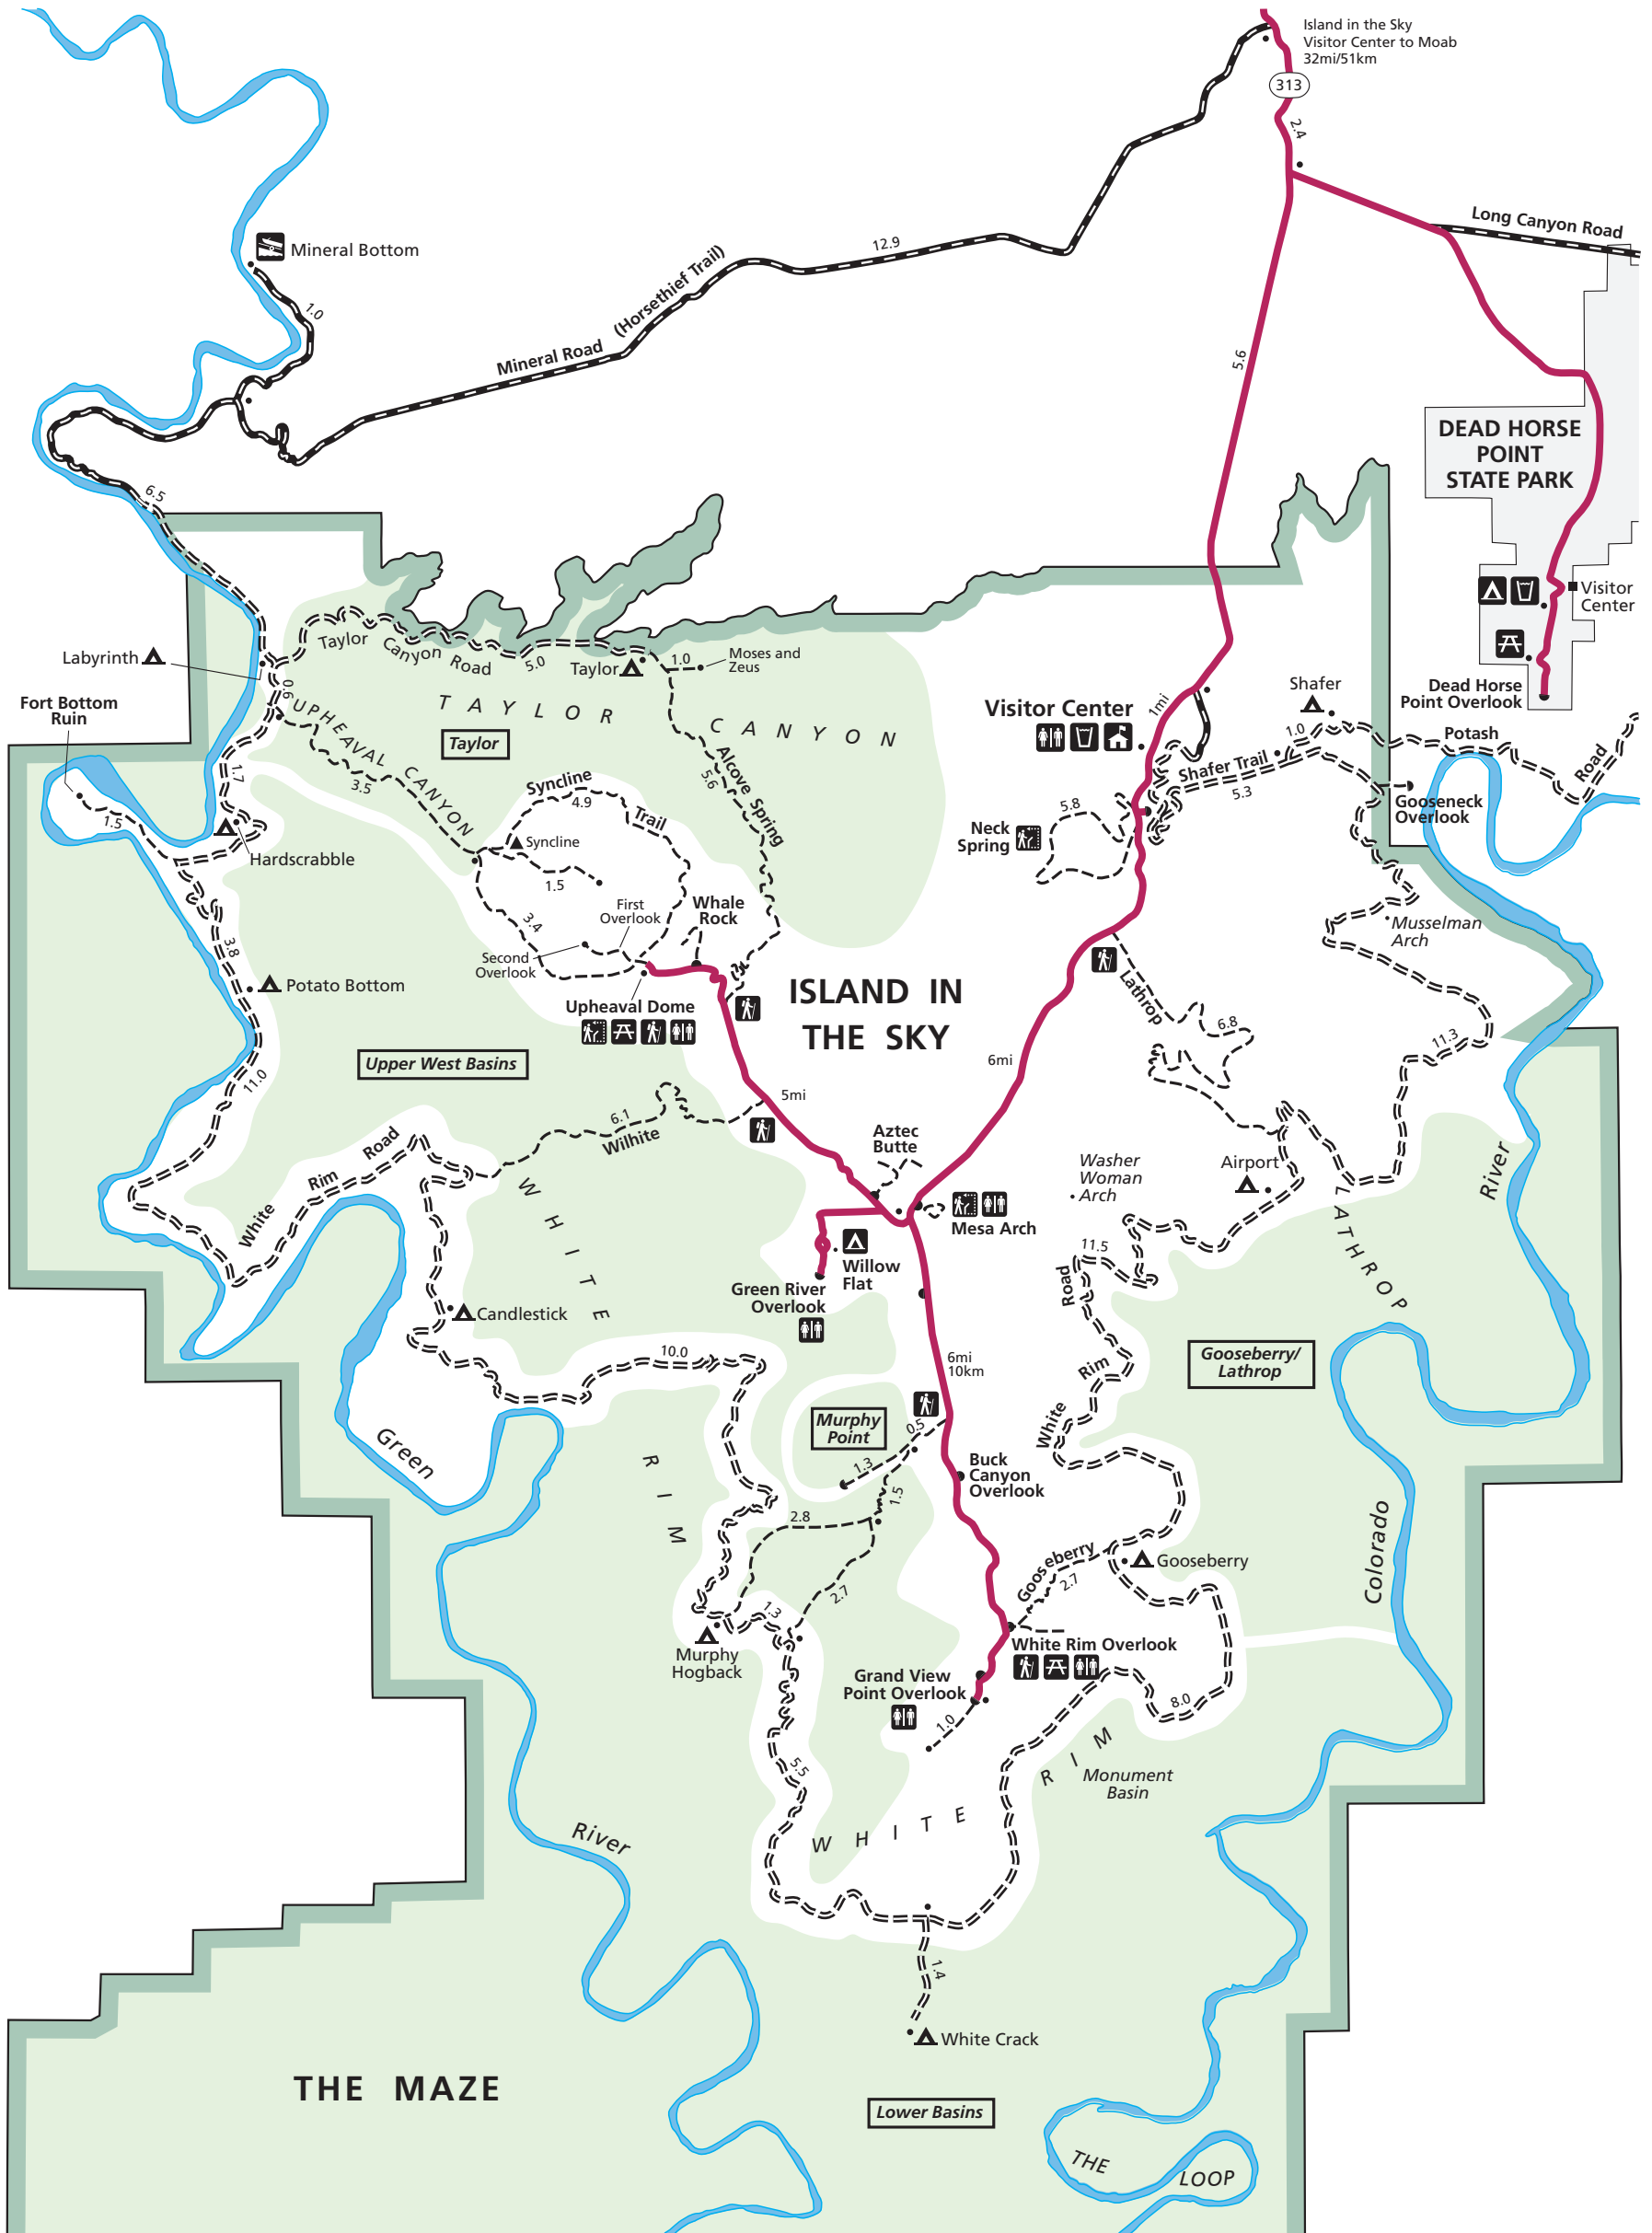 Island in the Sky
Visitor Center to Moab
32mi/51km
313
2.4
Long Canyon Road
Mineral Bottom
1.0
12.9
(Horsethief Trail)
Mineral Road
5.6
DEAD HORSE
POINT
STATE PARK
6.5
Visitor
Center
Labyrinth
Taylor Canyon Road
5.0
Taylor
1.0
Moses and
Zeus
Fort Bottom
Ruin
0.6
TAYLOR
CANYON
Taylor
UPHEAVAL CANYON
3.5
Visitor Center
1mi
Shafer
Dead Horse
Point Overlook
1.0
Potash
Road
Shafer Trail
5.3
Gooseneck
Overlook
1.7
1.5
Hardscrabble
Syncline
4.9
Trail
Syncline
1.5
5.6
Alcove Spring
5.8
Neck
Spring
First
Overlook
Whale
Rock
3.4
Second
Overlook
Musselman
Arch
3.8
Potato Bottom
Upheaval Dome
ISLAND IN
THE SKY
Lathrop
6.8
11.3
Upper West Basins
11.0
6mi
5mi
6.1
Wilhite
Aztec
Butte
Washer
Woman
Arch
Airport
White
Rim
Road
River
Mesa Arch
Willow
Flat
Green River
Overlook
11.5
Road
LATHROP
WHITE
Candlestick
10.0
6mi
10km
Rim
Gooseberry/
Lathrop
Murphy
Point
0.5
1.3
White
Green
Buck
Canyon
Overlook
RIM
1.5
2.8
Gooseberry
2.7
Gooseberry
Colorado
2.7
1.3
Murphy
Hogback
White Rim Overlook
Grand View
Point Overlook
1.0
8.0
5.5
RIM
Monument
Basin
WHITE
River
1.4
White Crack
THE MAZE
Lower Basins
THE
LOOP